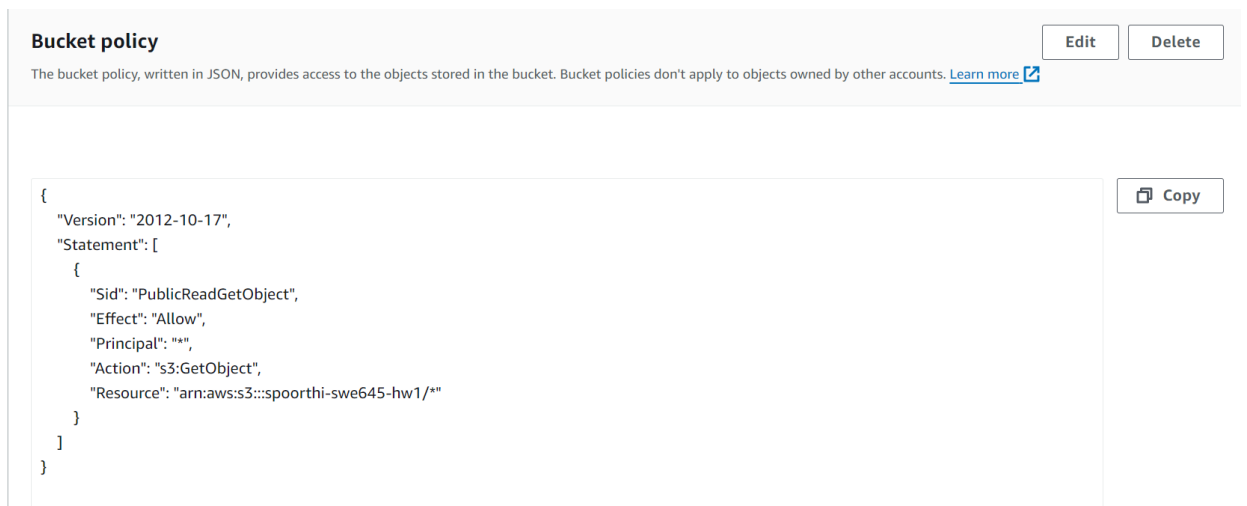 Bucket policy
Edit
Delete
The bucket policy, written in JSON, provides access to the objects stored in the bucket. Bucket policies don't apply to objects owned by other accounts. Learn more
Copy
{
"Version": "2012-10-17",
"Statement": [
{
"Sid": "PublicReadGetObject",
"Effect": "Allow",
"Principal": "*",
"Action": "s3:GetObject",
"Resource": "arn:aws:s3:::spoorthi-swe645-hw1/*"
}
]
}